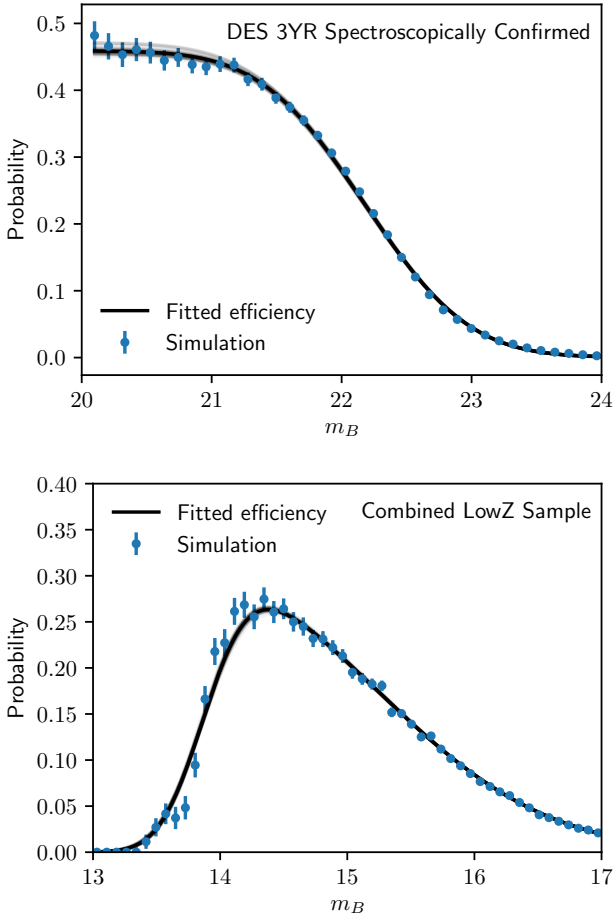 DES 3YR Spectroscopically Confirmed
0.5
0.4
0.3
0.2
0.1
0.0
Probability
Fitted efficiency
Simulation
20 21 22 23 24
m_B
Combined LowZ Sample
0.40
0.35
0.30
0.25
0.20
0.15
0.10
0.05
0.00
Probability
Fitted efficiency
Simulation
13 14 15 16 17
m_B